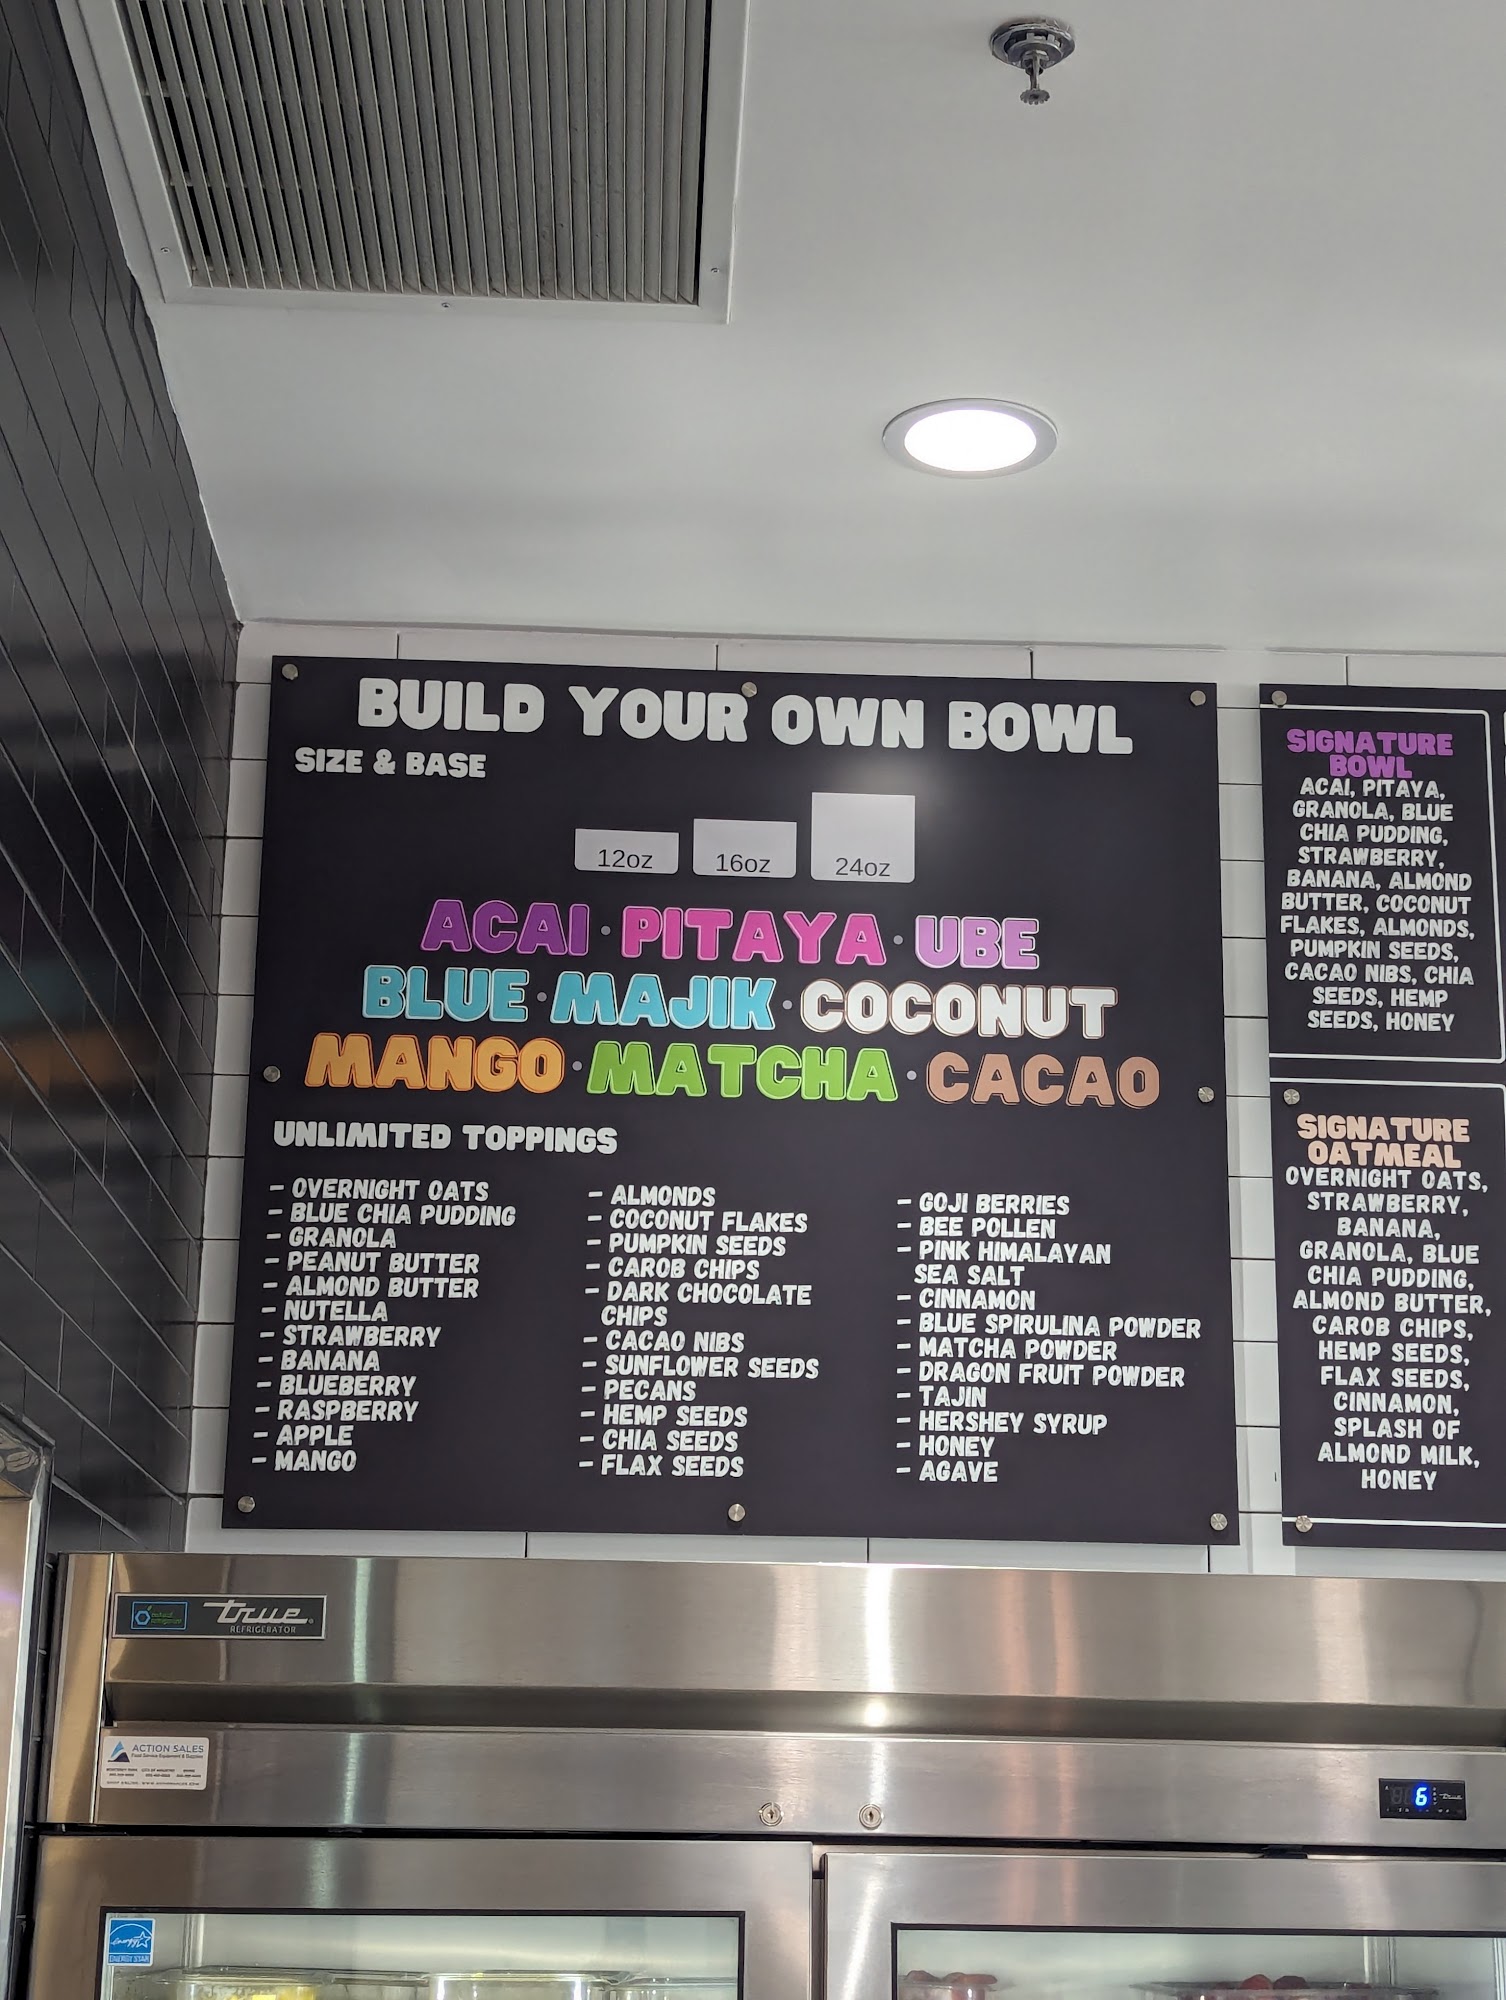 BUILD YOUR OWN BOWL
SIZE & BASE
12oz 16oz 24oz
ACAI · PITAYA · UBE
BLUE · MAJIK · COCONUT
MANGO · MATCHA · CACAO
UNLIMITED TOPPINGS
- OVERNIGHT OATS
- BLUE CHIA PUDDING
- GRANOLA
- PEANUT BUTTER
- ALMOND BUTTER
- NUTELLA
- STRAWBERRY
- BANANA
- BLUEBERRY
- RASPBERRY
- APPLE
- MANGO
- ALMONDS
- COCONUT FLAKES
- PUMPKIN SEEDS
- CAROB CHIPS
- DARK CHOCOLATE
CHIPS
- CACAO NIBS
- SUNFLOWER SEEDS
- PECANS
- HEMP SEEDS
- CHIA SEEDS
- FLAX SEEDS
- GOJI BERRIES
- BEE POLLEN
- PINK HIMALAYAN
SEA SALT
- CINNAMON
- BLUE SPIRULINA POWDER
- MATCHA POWDER
- DRAGON FRUIT POWDER
- TAJIN
- HERSHEY SYRUP
- HONEY
- AGAVE
SIGNATURE
BOWL
ACAI, PITAYA,
GRANOLA, BLUE
CHIA PUDDING,
STRAWBERRY,
BANANA, ALMOND
BUTTER, COCONUT
FLAKES, ALMONDS,
PUMPKIN SEEDS,
CACAO NIBS, CHIA
SEEDS, HEMP
SEEDS, HONEY
SIGNATURE
OATMEAL
OVERNIGHT OATS,
STRAWBERRY,
BANANA,
GRANOLA, BLUE
CHIA PUDDING,
ALMOND BUTTER,
CAROB CHIPS,
HEMP SEEDS,
FLAX SEEDS,
CINNAMON,
SPLASH OF
ALMOND MILK,
HONEY
true
REFRIGERATOR
ACTION SALES
Food Service Equipment & Supplies
6
ENERGY STAR